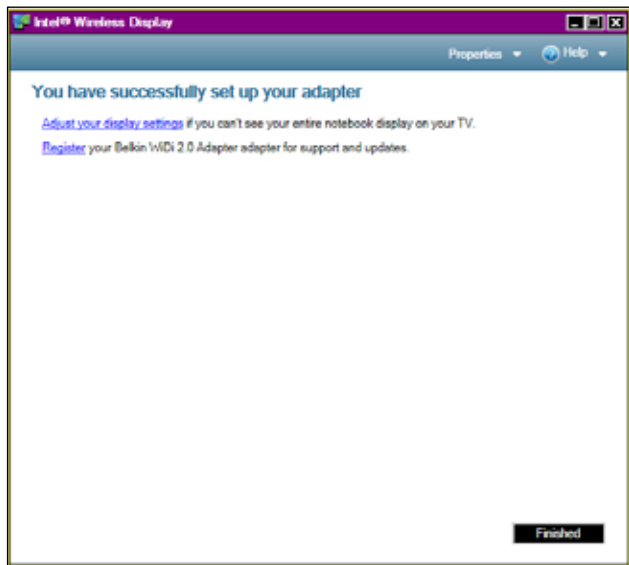 Intel® Wireless Display
Properties Help
You have successfully set up your adapter
Adjust your display settings if you can't see your entire notebook display on your TV.
Register your Belkin WiDi 2.0 Adapter adapter for support and updates.
Finished